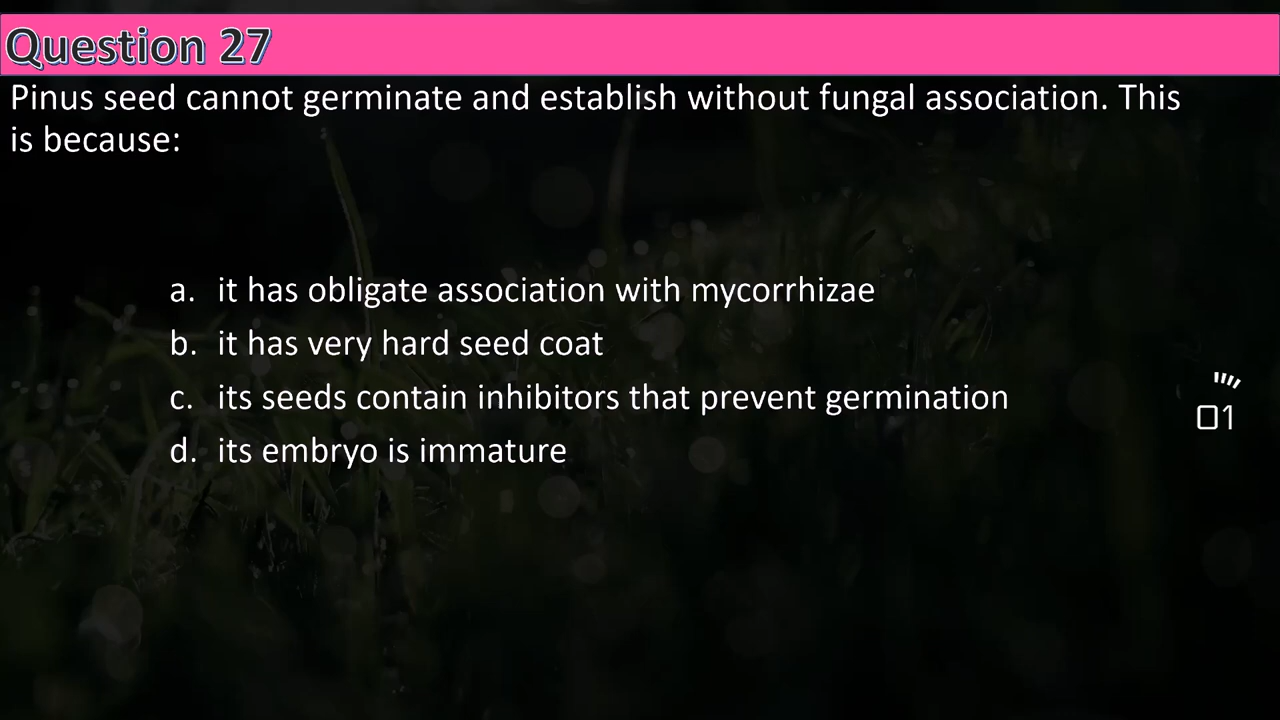 Question 27
Pinus seed cannot germinate and establish without fungal association. This
is because:
a. it has obligate association with mycorrhizae
b. it has very hard seed coat
c. its seeds contain inhibitors that prevent germination
01
d. its embryo is immature